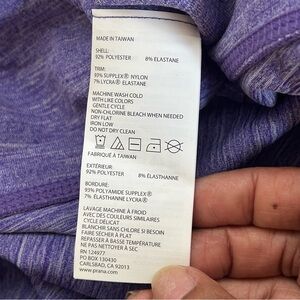 MADE IN TAIWAN
SHELL:
92% POLYESTER 8% ELASTANE
TRIM:
93% SUPPLEX® NYLON
7% LYCRA® ELASTANE
MACHINE WASH COLD
WITH LIKE COLORS
GENTLE CYCLE
NON-CHLORINE BLEACH WHEN NEEDED
DRY FLAT
IRON LOW
DO NOT DRY CLEAN
FABRIQUÉ À TAIWAN
EXTÉRIEUR:
92% POLYESTER 8% ÉLASTHANNE
BORDURE:
93% POLYAMIDE SUPPLEX®
7% ÉLASTHANNE LYCRA®
LAVAGE MACHINE À FROID
AVEC DES COULEURS SIMILAIRES
CYCLE DÉLICAT
BLANCHIR SANS CHLORE SI BESOIN
FAIRE SÉCHER À PLAT
REPASSER À BASSE TEMPÉRATURE
NE PAS NETTOYER À SEC
RN 124977
PO BOX 130430
CARLSBAD, CA 92013
www.prana.com